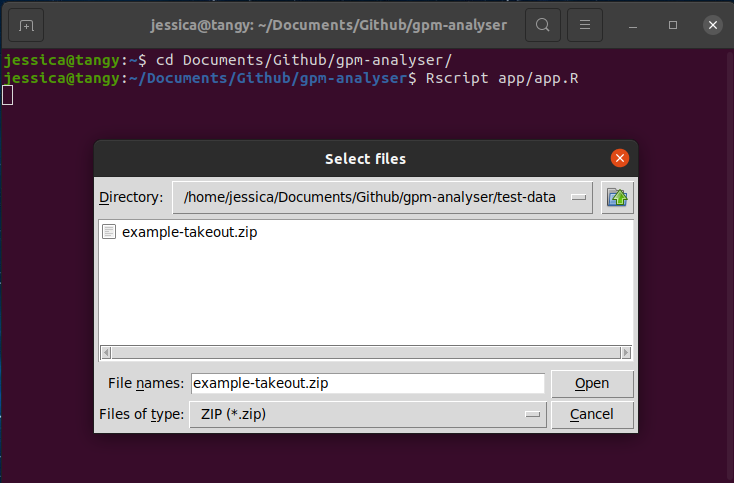 jessica@tangy: ~/Documents/Github/gpm-analyser
jessica@tangy:~$ cd Documents/Github/gpm-analyser/
jessica@tangy:~/Documents/Github/gpm-analyser$ Rscript app/app.R
Select files
Directory: /home/jessica/Documents/Github/gpm-analyser/test-data
example-takeout.zip
File names: example-takeout.zip Open
Files of type: ZIP (*.zip) Cancel